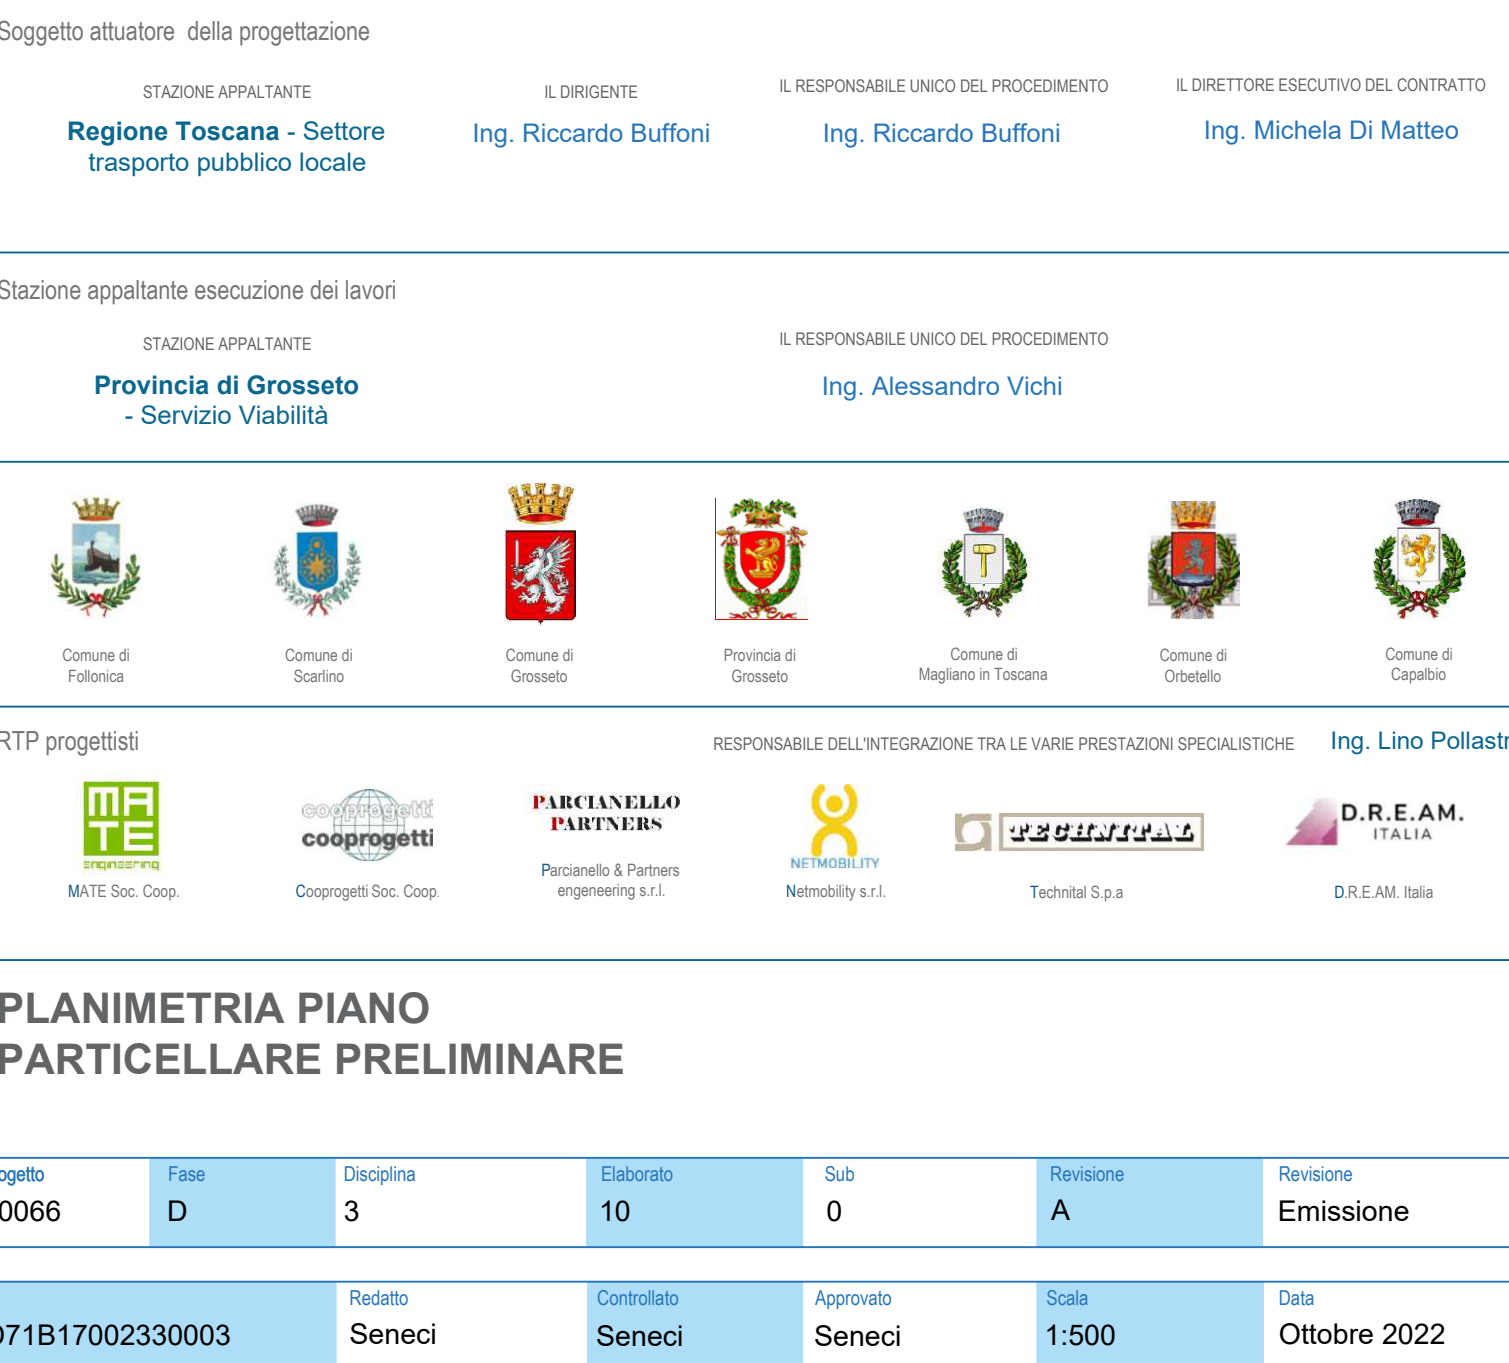 Soggetto attuatore della progettazione
STAZIONE APPALTANTE
Regione Toscana - Settore
trasporto pubblico locale
IL DIRIGENTE
Ing. Riccardo Buffoni
IL RESPONSABILE UNICO DEL PROCEDIMENTO
Ing. Riccardo Buffoni
IL DIRETTORE ESECUTIVO DEL CONTRATTO
Ing. Michela Di Matteo
Stazione appaltante esecuzione dei lavori
STAZIONE APPALTANTE
Provincia di Grosseto
- Servizio Viabilità
IL RESPONSABILE UNICO DEL PROCEDIMENTO
Ing. Alessandro Vichi
Comune di
Follonica
Comune di
Scarlino
Comune di
Grosseto
Provincia di
Grosseto
Comune di
Magliano in Toscana
Comune di
Orbetello
Comune di
Capalbio
RTP progettisti
RESPONSABILE DELL'INTEGRAZIONE TRA LE VARIE PRESTAZIONI SPECIALISTICHE
Ing. Lino Pollastr
MA
TE
engineering
MATE Soc. Coop.
cooprogetti
cooprogetti
Cooprogetti Soc. Coop.
PARCIANELLO
PARTNERS
Parcianello & Partners
engeneering s.r.l.
NETMOBILITY
Netmobility s.r.l.
TECHNITAL
Technital S.p.a
D.R.E.AM.
ITALIA
D.R.E.AM. Italia
PLANIMETRIA PIANO
PARTICELLARE PRELIMINARE
ogetto
0066
Fase
D
Disciplina
3
Elaborato
10
Sub
0
Revisione
A
Revisione
Emissione
D71B17002330003
Redatto
Seneci
Controllato
Seneci
Approvato
Seneci
Scala
1:500
Data
Ottobre 2022